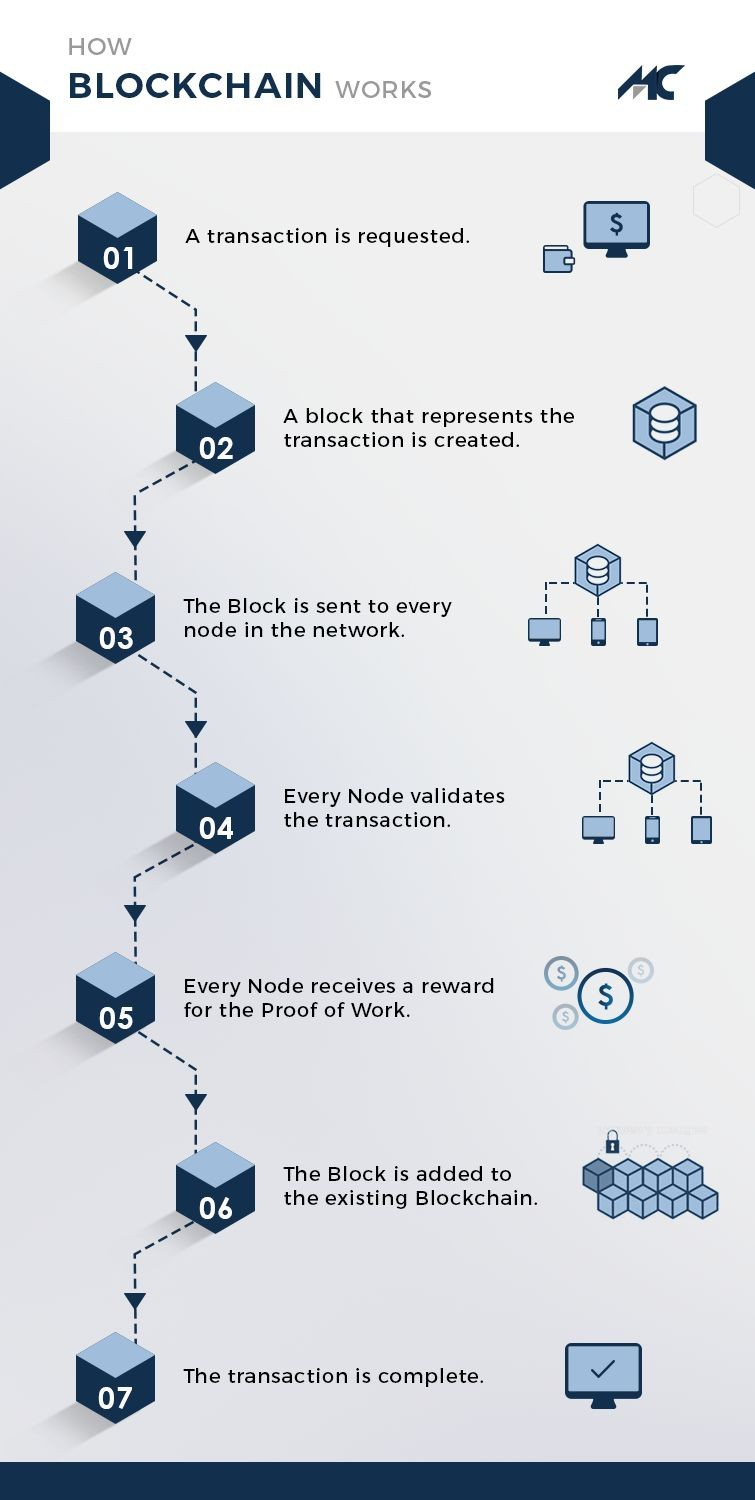 HOW
BLOCKCHAIN WORKS
MC
01
A transaction is requested.
$
02
A block that represents the
transaction is created.
03
The Block is sent to every
node in the network.
04
Every Node validates
the transaction.
05
Every Node receives a reward
for the Proof of Work.
$
$
$
$
06
The Block is added to
the existing Blockchain.
07
The transaction is complete.